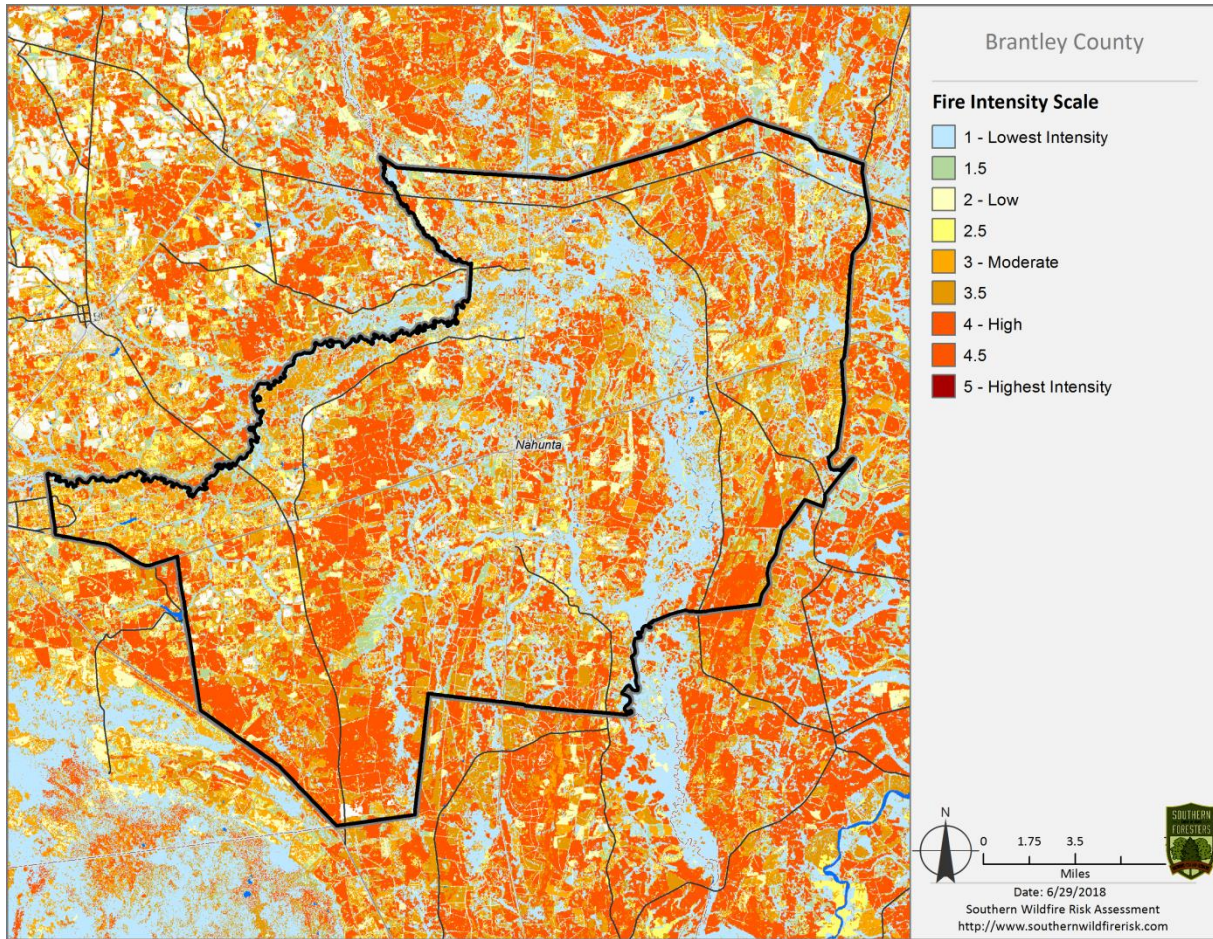 Brantley County
Fire Intensity Scale
1 - Lowest Intensity
1.5
2 - Low
2.5
3 - Moderate
3.5
4 - High
4.5
5 - Highest Intensity
Nahunta
N
0 1.75 3.5
Miles
SOUTHERN
FORESTERS
Date: 6/29/2018
Southern Wildfire Risk Assessment
http://www.southernwildfirerisk.com